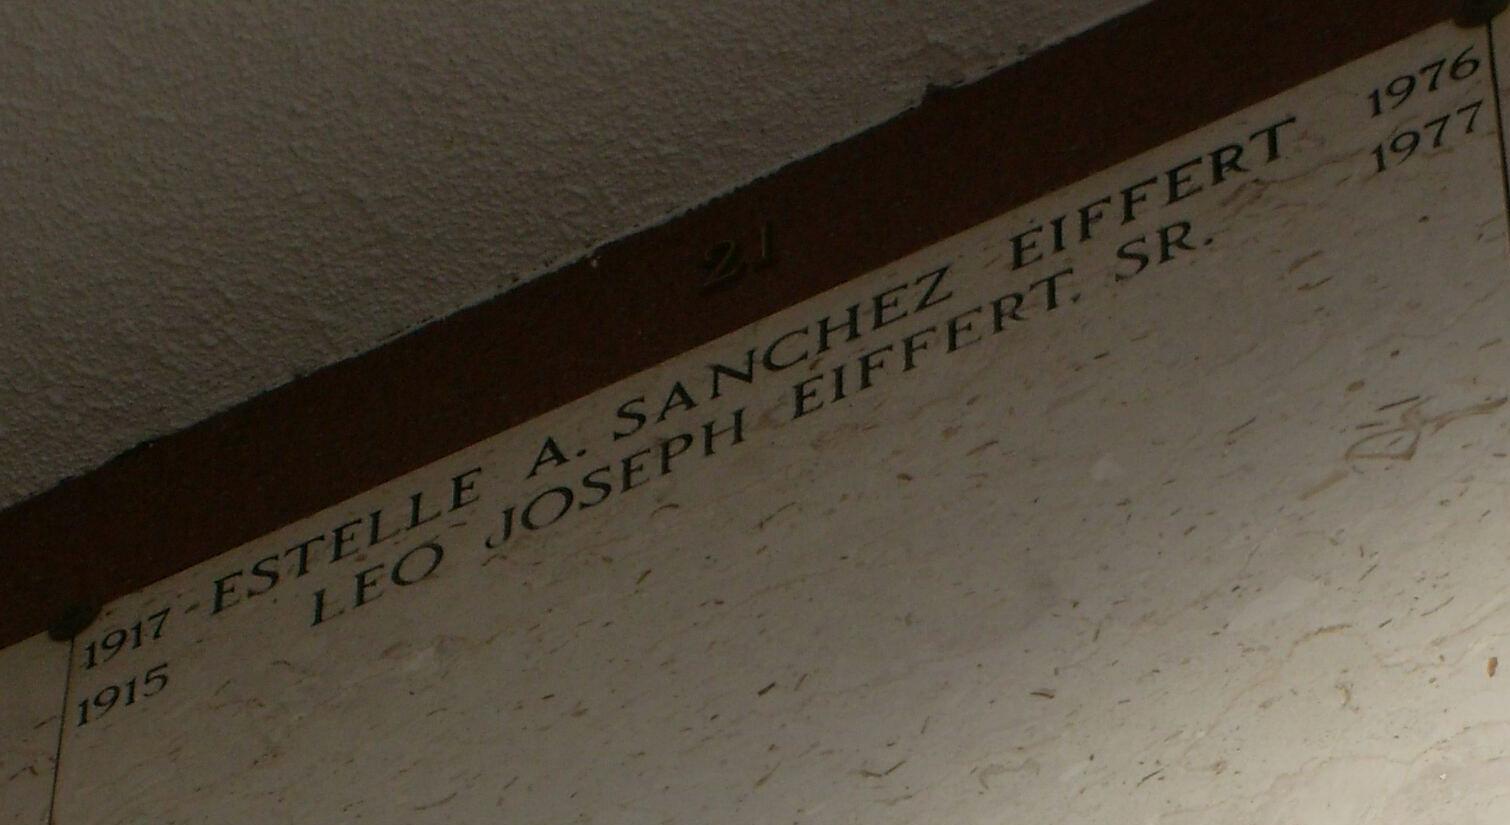 21
1917 ESTELLE A. SANCHEZ EIFFERT 1976
1915 LEO JOSEPH EIFFERT, SR. 1977